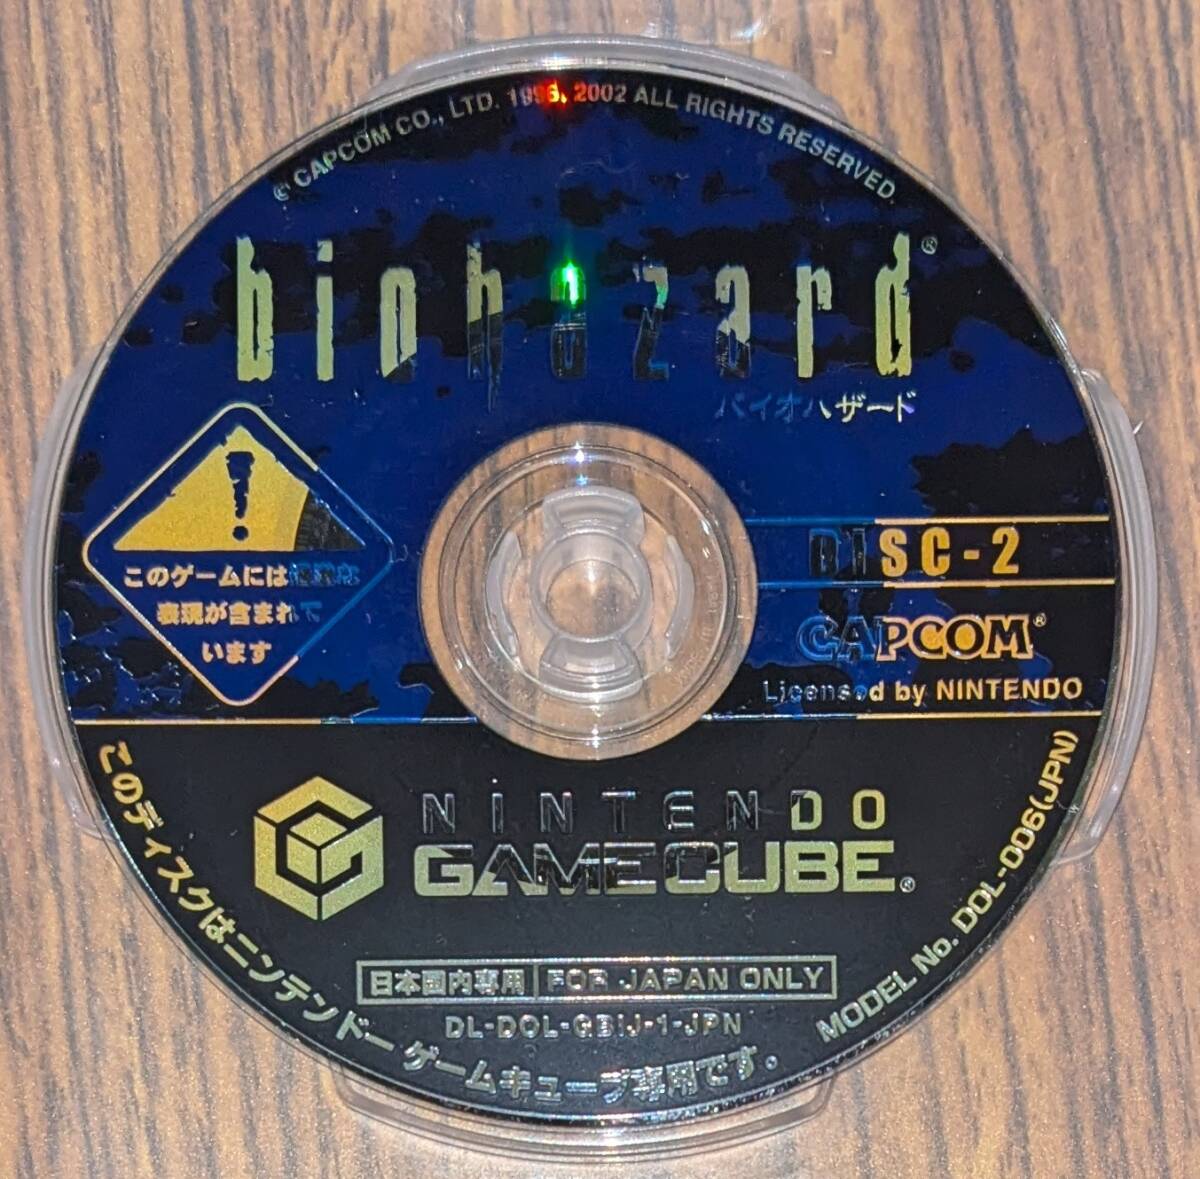 © CAPCOM CO., LTD. 1996, 2002 ALL RIGHTS RESERVED.
biohazard®
バイオハザード
このゲームには
表現が含まれて
います
DISC-2
CAPCOM®
Licensed by NINTENDO
NINTENDO
GAMECUBE®
日本国内専用 FOR JAPAN ONLY
DL-DOL-GBIJ-1-JPN
このディスクはニンテンドーゲームキューブ専用です。
MODEL No. DOL-006(JPN)